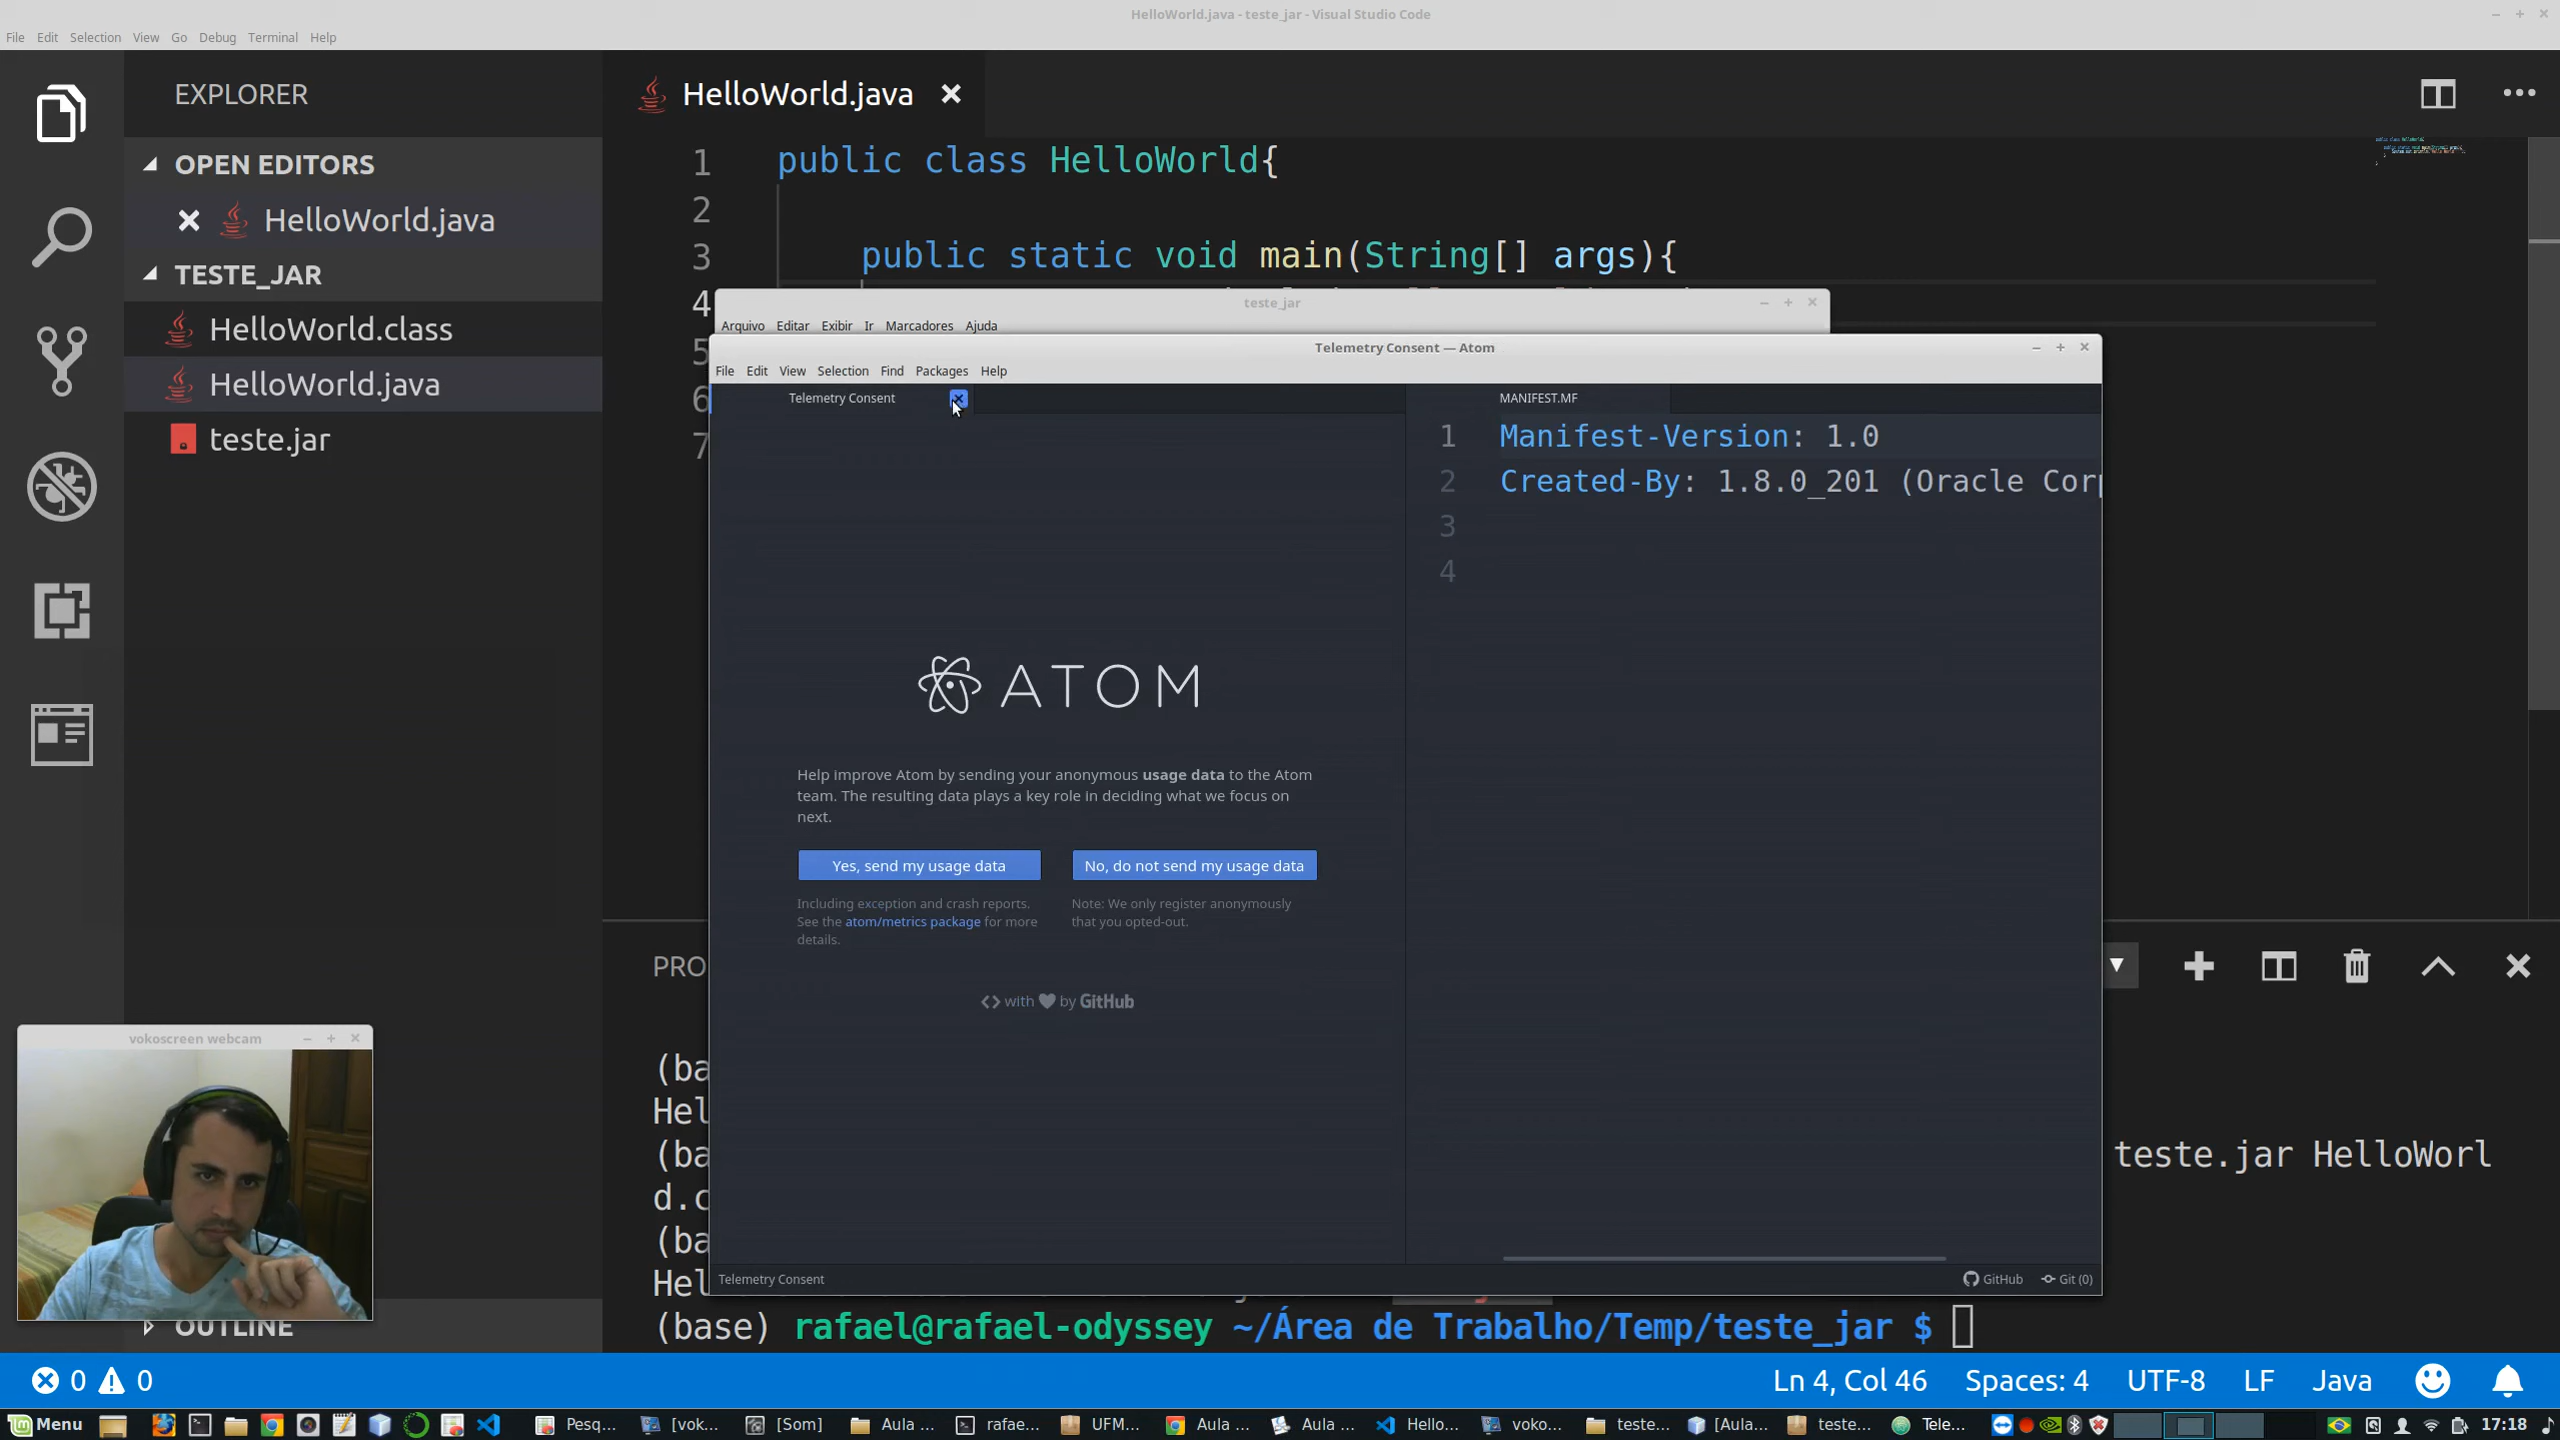 HelloWorld.java - teste_jar - Visual Studio Code
File Edit Selection View Go Debug Terminal Help
EXPLORER
OPEN EDITORS
HelloWorld.java
TESTE_JAR
HelloWorld.class
HelloWorld.java
teste.jar
OUTLINE
HelloWorld.java
1 public class HelloWorld{
2
3 public static void main(String[] args){
4
5
6
7
teste_jar
Arquivo Editar Exibir Ir Marcadores Ajuda
Telemetry Consent — Atom
File Edit View Selection Find Packages Help
Telemetry Consent
ATOM
Help improve Atom by sending your anonymous usage data to the Atom
team. The resulting data plays a key role in deciding what we focus on
next.
Yes, send my usage data
No, do not send my usage data
Including exception and crash reports.
See the atom/metrics package for more
details.
Note: We only register anonymously
that you opted-out.
with by GitHub
MANIFEST.MF
1 Manifest-Version: 1.0
2 Created-By: 1.8.0_201 (Oracle Corp
3
4
Telemetry Consent
GitHub Git (0)
PRO
(ba
Hel
(ba teste.jar HelloWorl
d.c
(ba
Hel
(base) rafael@rafael-odyssey ~/Área de Trabalho/Temp/teste_jar $
vokoscreen webcam
0 0
Ln 4, Col 46 Spaces: 4 UTF-8 LF Java
Menu Pesq... [vok... [Som] Aula ... rafae... UFM... Aula ... Aula ... Hello... voko... teste... [Aula... teste... Tele... 17:18